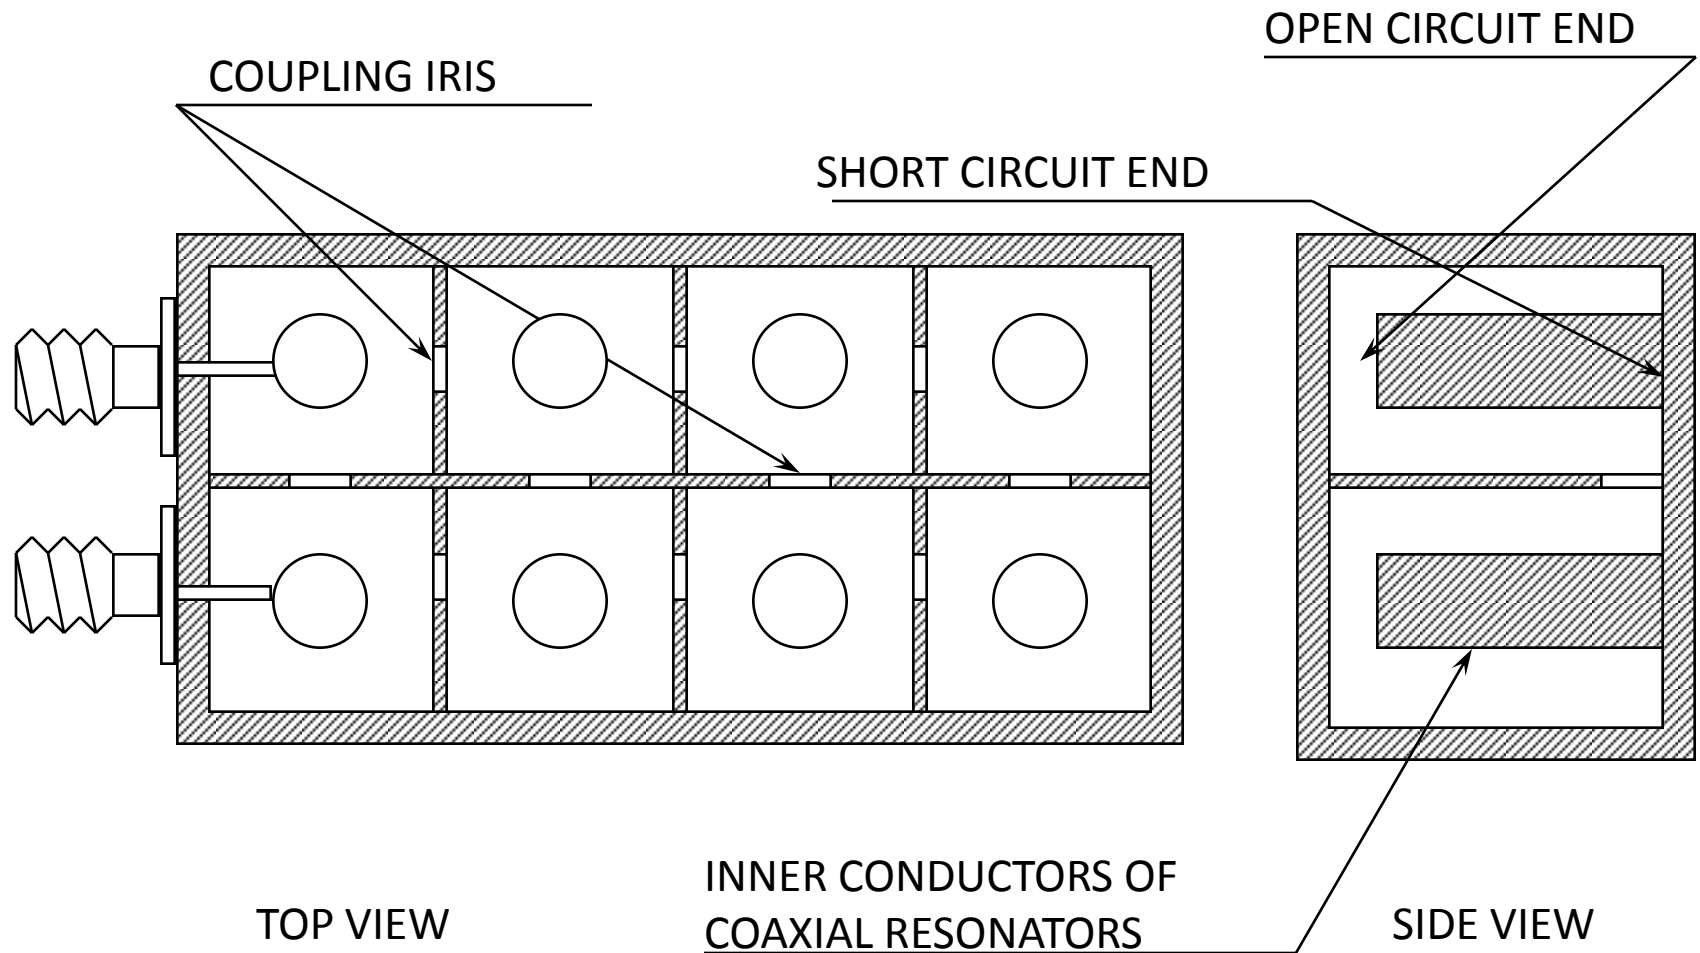 OPEN CIRCUIT END
COUPLING IRIS
SHORT CIRCUIT END
INNER CONDUCTORS OF
COAXIAL RESONATORS
TOP VIEW
SIDE VIEW